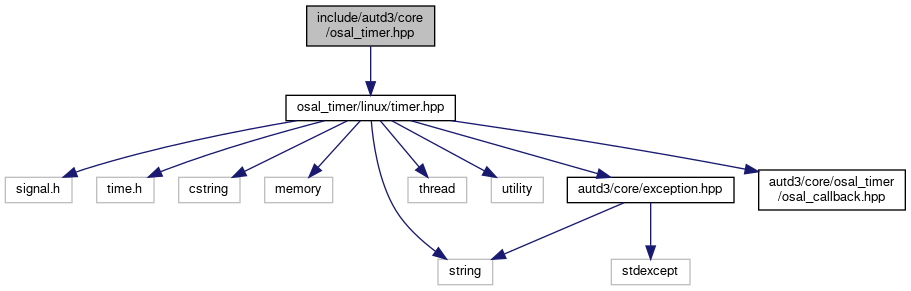 include/autd3/core
/osal_timer.hpp
osal_timer/linux/timer.hpp
signal.h
time.h
cstring
memory
thread
utility
autd3/core/exception.hpp
autd3/core/osal_timer
/osal_callback.hpp
string
stdexcept